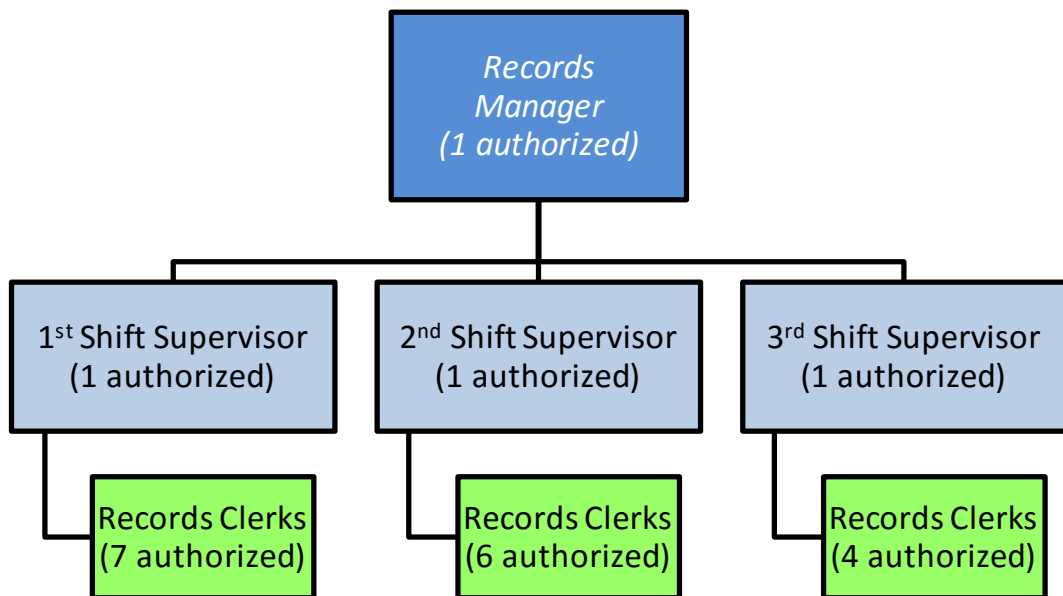 Records
Manager
(1 authorized)
1st Shift Supervisor
(1 authorized)
2nd Shift Supervisor
(1 authorized)
3rd Shift Supervisor
(1 authorized)
Records Clerks
(7 authorized)
Records Clerks
(6 authorized)
Records Clerks
(4 authorized)